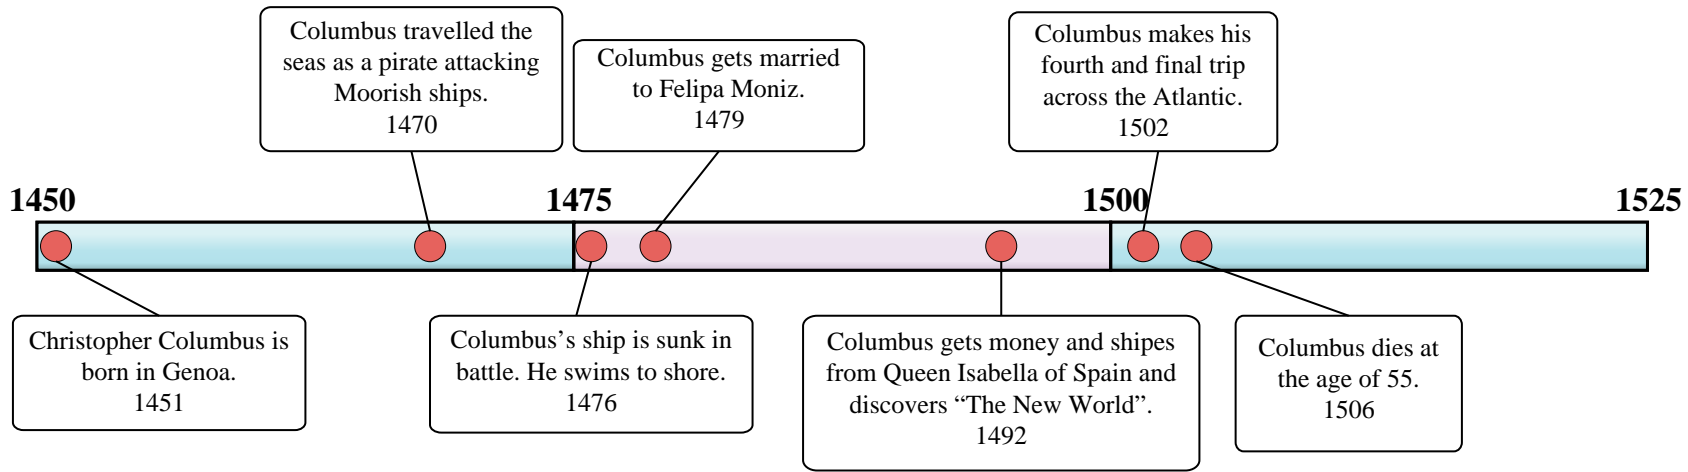 Columbus travelled the
seas as a pirate attacking
Moorish ships.
1470
Columbus gets married
to Felipa Moniz.
1479
Columbus makes his
fourth and final trip
across the Atlantic.
1502
1450
1475
1500
1525
Christopher Columbus is
born in Genoa.
1451
Columbus’s ship is sunk in
battle. He swims to shore.
1476
Columbus gets money and shipes
from Queen Isabella of Spain and
discovers “The New World”.
1492
Columbus dies at
the age of 55.
1506